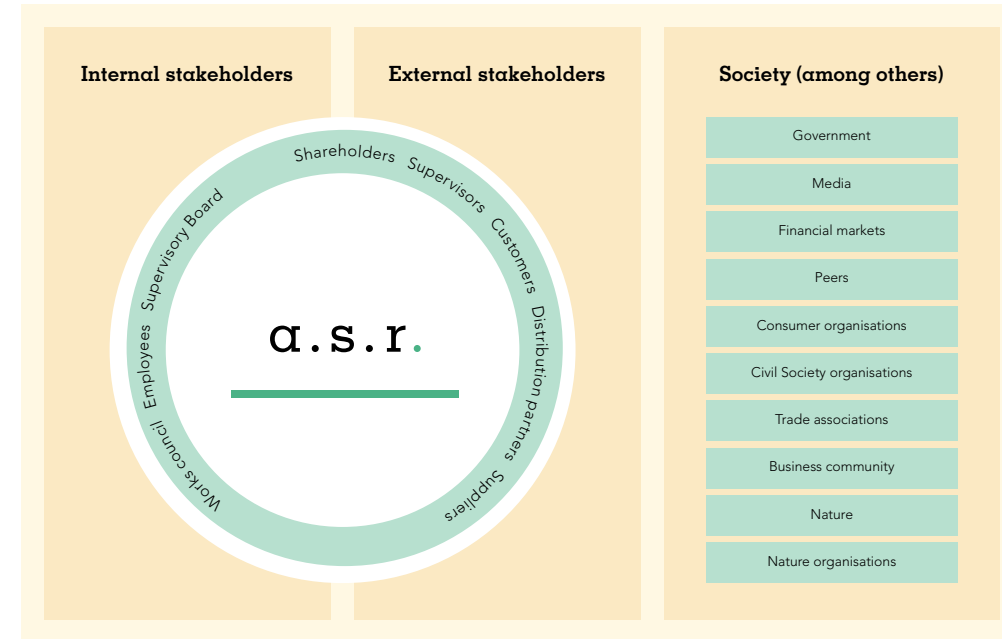 Internal stakeholders
External stakeholders
Society (among others)
Works council
Employees
Supervisory Board
Shareholders
Supervisors
Customers
Distribution partners
Suppliers
a.s.r.
Government
Media
Financial markets
Peers
Consumer organisations
Civil Society organisations
Trade associations
Business community
Nature
Nature organisations